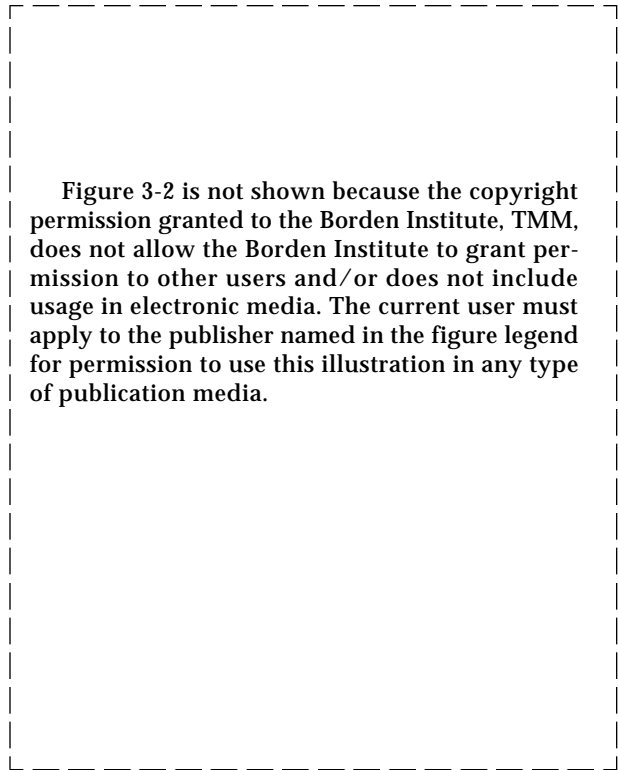 Figure 3-2 is not shown because the copyright
permission granted to the Borden Institute, TMM,
does not allow the Borden Institute to grant per-
mission to other users and/or does not include
usage in electronic media. The current user must
apply to the publisher named in the figure legend
for permission to use this illustration in any type
of publication media.